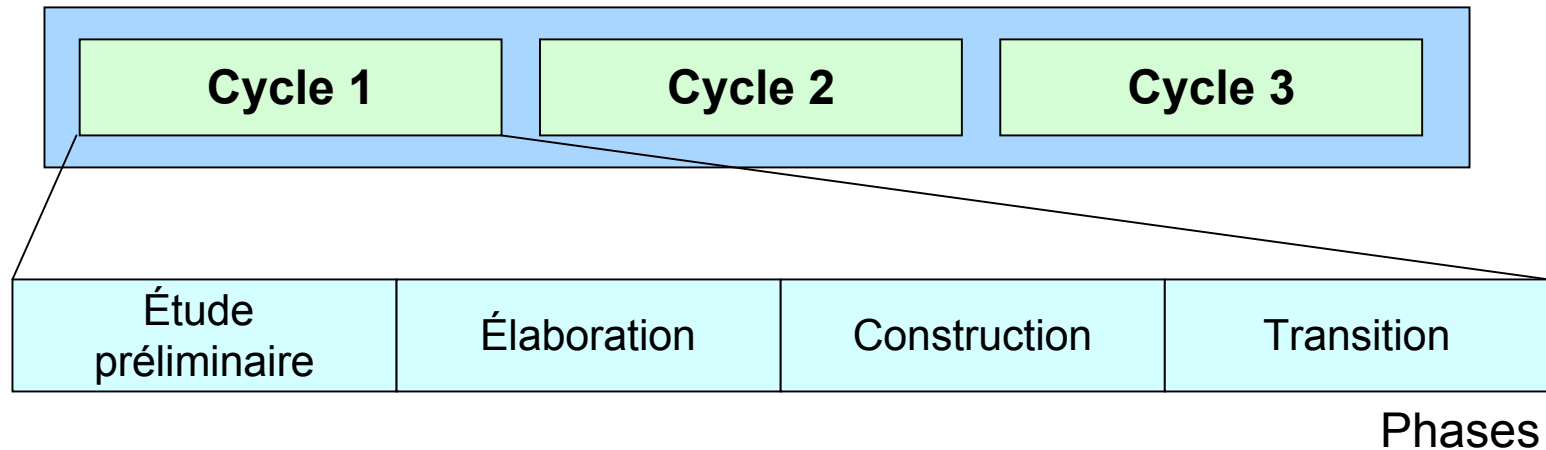 Cycle 1
Cycle 2
Cycle 3
Étude
préliminaire
Élaboration
Construction
Transition
Phases